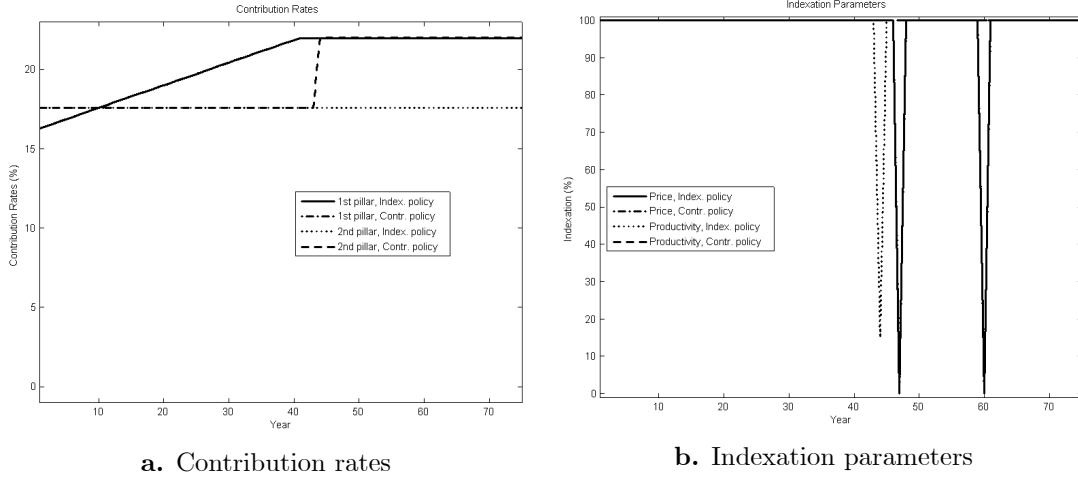 Contribution Rates
Contribution Rates (%)
20
15
10
5
0
1st pillar, Index. policy
1st pillar, Contr. policy
2nd pillar, Index. policy
2nd pillar, Contr. policy
10 20 30 40 50 60 70
Year
a. Contribution rates
Indexation Parameters
Indexation (%)
100
90
80
70
60
50
40
30
20
10
0
Price, Index. policy
Price, Contr. policy
Productivity, Index. policy
Productivity, Contr. policy
10 20 30 40 50 60 70
Year
b. Indexation parameters